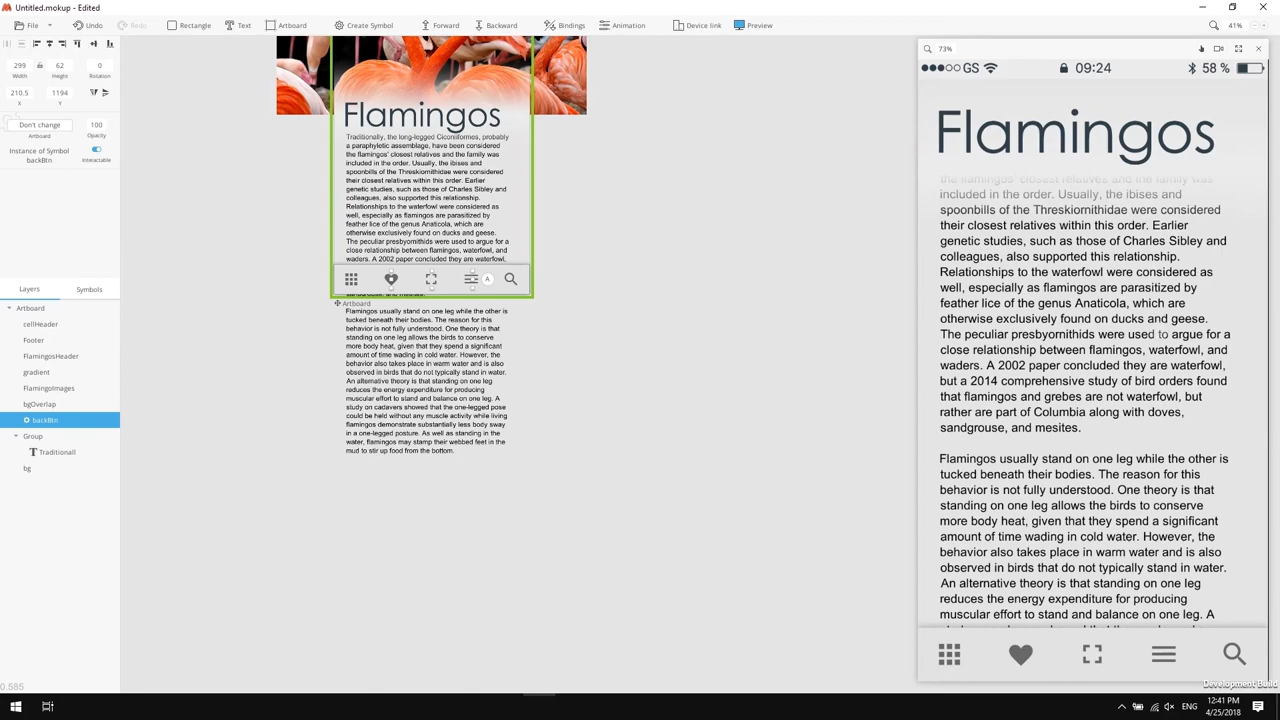 Untitled.mokup - Edited
File Undo Redo Rectangle Text Artboard Create Symbol Forward Backward Bindings Animation Device link Preview 41%
299 62 0
Width Height Rotation
210.5 1194
X Y
Don't change 100
Artboard Opacity
Instance of Symbol
backBtn
Interactable
Layers Symbols
Artboard
cellHeader
Footer
FlamingosHeader
gradient
FlamingoImages
bgOverlap
backBtn
Group
Traditionall
bg
0.585
Flamingos
Traditionally, the long-legged Ciconiiformes, probably
a paraphyletic assemblage, have been considered
the flamingos' closest relatives and the family was
included in the order. Usually, the ibises and
spoonbills of the Threskiornithidae were considered
their closest relatives within this order. Earlier
genetic studies, such as those of Charles Sibley and
colleagues, also supported this relationship.
Relationships to the waterfowl were considered as
well, especially as flamingos are parasitized by
feather lice of the genus Anaticola, which are
otherwise exclusively found on ducks and geese.
The peculiar presbyornithids were used to argue for a
close relationship between flamingos, waterfowl, and
waders. A 2002 paper concluded they are waterfowl,
A
sandgrouse, and mesites.
Artboard
Flamingos usually stand on one leg while the other is
tucked beneath their bodies. The reason for this
behavior is not fully understood. One theory is that
standing on one leg allows the birds to conserve
more body heat, given that they spend a significant
amount of time wading in cold water. However, the
behavior also takes place in warm water and is also
observed in birds that do not typically stand in water.
An alternative theory is that standing on one leg
reduces the energy expenditure for producing
muscular effort to stand and balance on one leg. A
study on cadavers showed that the one-legged pose
could be held without any muscle activity while living
flamingos demonstrate substantially less body sway
in a one-legged posture. As well as standing in the
water, flamingos may stamp their webbed feet in the
mud to stir up food from the bottom.
73%
GS 09:24 58 %
Flamingos
the flamingos' closest relatives and the family was
included in the order. Usually, the ibises and
spoonbills of the Threskiornithidae were considered
their closest relatives within this order. Earlier
genetic studies, such as those of Charles Sibley and
colleagues, also supported this relationship.
Relationships to the waterfowl were considered as
well, especially as flamingos are parasitized by
feather lice of the genus Anaticola, which are
otherwise exclusively found on ducks and geese.
The peculiar presbyornithids were used to argue for a
close relationship between flamingos, waterfowl, and
waders. A 2002 paper concluded they are waterfowl,
but a 2014 comprehensive study of bird orders found
that flamingos and grebes are not waterfowl, but
rather are part of Columbia along with doves,
sandgrouse, and mesites.
Flamingos usually stand on one leg while the other is
tucked beneath their bodies. The reason for this
behavior is not fully understood. One theory is that
standing on one leg allows the birds to conserve
more body heat, given that they spend a significant
amount of time wading in cold water. However, the
behavior also takes place in warm water and is also
observed in birds that do not typically stand in water.
An alternative theory is that standing on one leg
reduces the energy expenditure for producing
muscular effort to stand and balance on one leg. A
Development Build
ENG
12:41 PM
4/25/2018